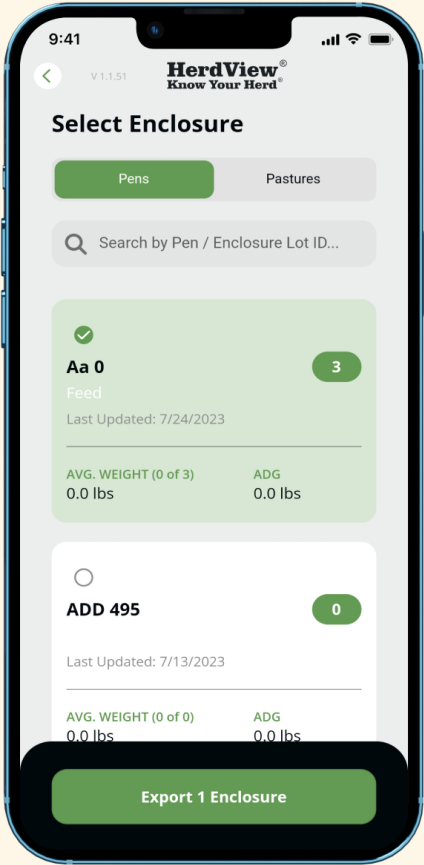 9:41
V 1.1.51
HerdView®
Know Your Herd®
Select Enclosure
Pens
Pastures
Search by Pen / Enclosure Lot ID...
Aa 0
3
Feed
Last Updated: 7/24/2023
AVG. WEIGHT (0 of 3)
ADG
0.0 lbs
0.0 lbs
ADD 495
0
Last Updated: 7/13/2023
AVG. WEIGHT (0 of 0)
ADG
0.0 lbs
0.0 lbs
Export 1 Enclosure